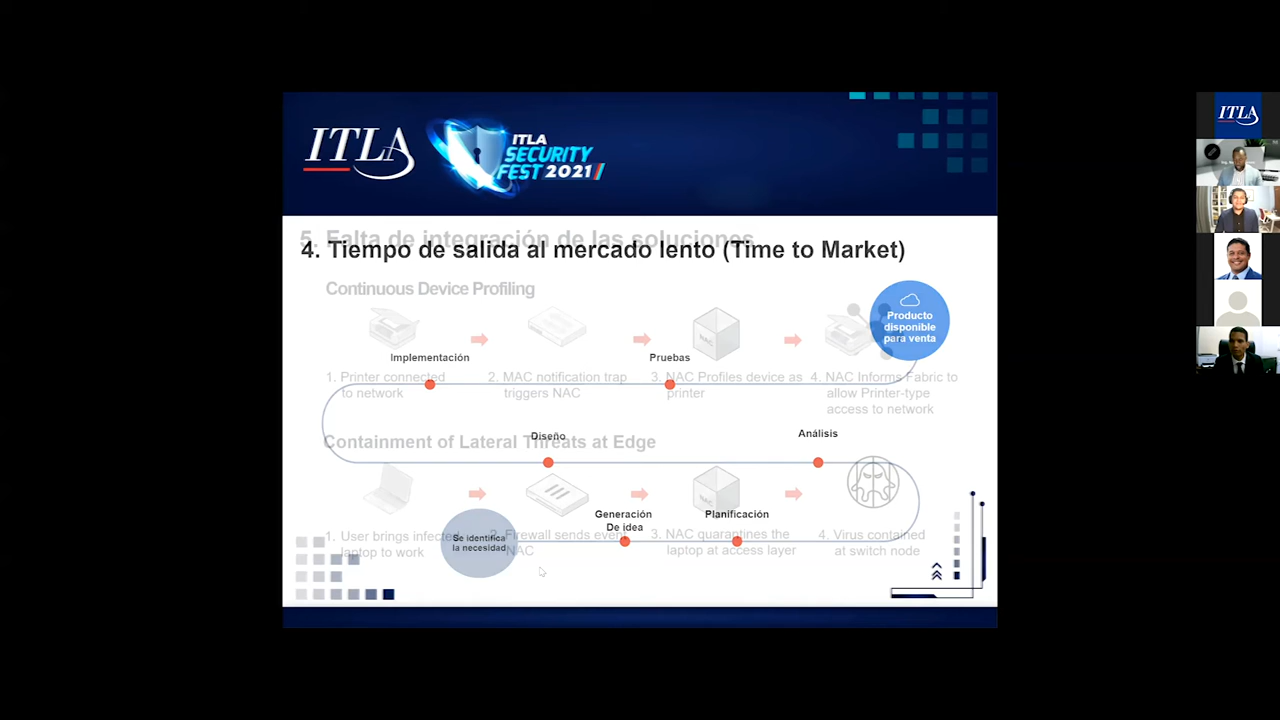 ITLA
ITLA
SECURITY
FEST 2021
ITLA
5. Falta de integración de las soluciones
4. Tiempo de salida al mercado lento (Time to Market)
Continuous Device Profiling
Producto
disponible
para venta
NAC
Implementación
Pruebas
1. Printer connected
to network
2. MAC notification trap
triggers NAC
3. NAC Profiles device as
printer
4. NAC Informs Fabric to
allow Printer-type
access to network
Containment of Lateral Threats at Edge
Diseño
Análisis
NAC
Generación
De idea
Planificación
Se identifica
la necesidad
1. User brings infected
laptop to work
2. Firewall sends event
NAC
3. NAC quarantines the
laptop at access layer
4. Virus contained
at switch node